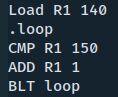 Load R1 140
.loop
CMP R1 150
ADD R1 1
BLT loop